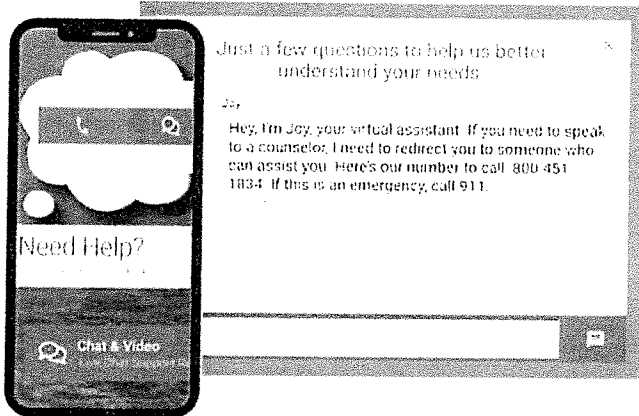 Just a few questions to help us better
understand your needs
Joy
Hey, I'm Joy, your virtual assistant. If you need to speak
to a counselor, I need to redirect you to someone who
can assist you. Here's our number to call. 800-451-
1834. If this is an emergency, call 911.
Need Help?
Chat & Video